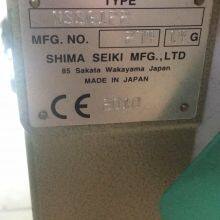 TYPE
MFG. NO. G
SHIMA SEIKI MFG., LTD
85 Sakata Wakayama Japan
MADE IN JAPAN
CE